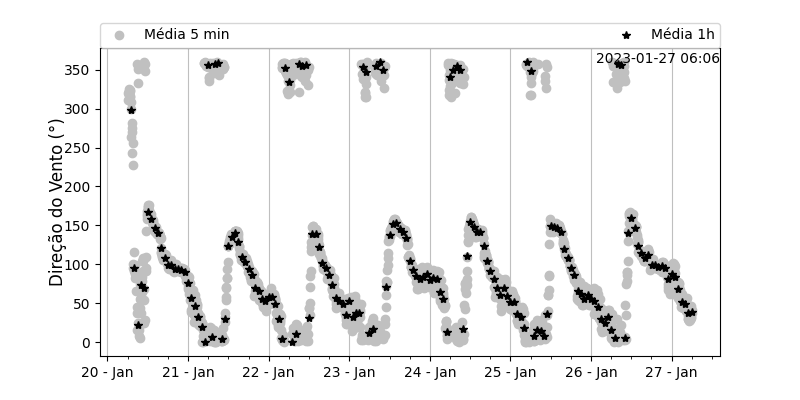 Média 5 min
Média 1h
2023-01-27 06:06
Direção do Vento (°)
350
300
250
200
150
100
50
0
20 - Jan
21 - Jan
22 - Jan
23 - Jan
24 - Jan
25 - Jan
26 - Jan
27 - Jan